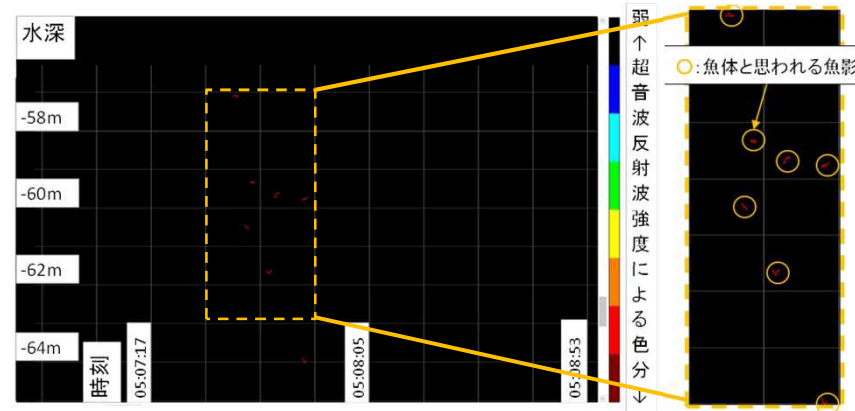 水深
-58m
-60m
-62m
-64m
時刻
05:07:17
05:08:05
05:08:53
弱↑超音波反射波強度による色分↓
○:魚体と思われる魚影